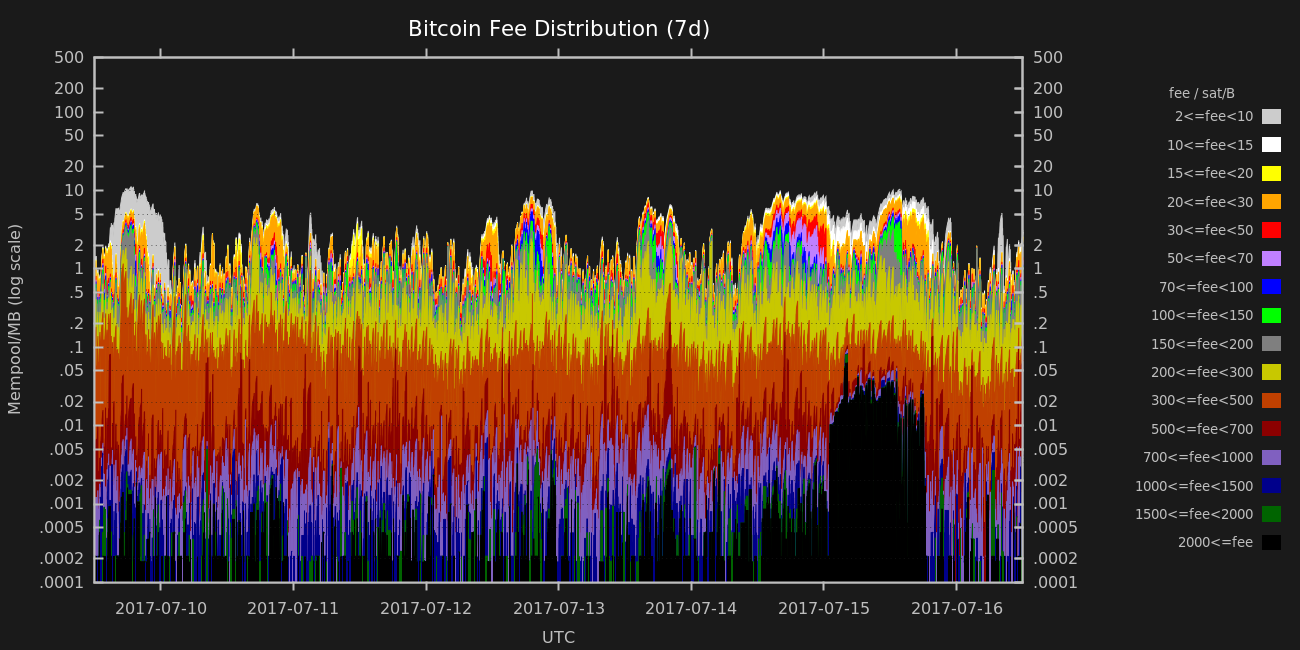 Bitcoin Fee Distribution (7d)
500
200
100
50
20
10
5
2
1
.5
.2
.1
.05
.02
.01
.005
.002
.001
.0005
.0002
.0001
Mempool/MB (log scale)
500
200
100
50
20
10
5
2
1
.5
.2
.1
.05
.02
.01
.005
.002
.001
.0005
.0002
.0001
2017-07-10 2017-07-11 2017-07-12 2017-07-13 2017-07-14 2017-07-15 2017-07-16
UTC
fee / sat/B
2<=fee<10
10<=fee<15
15<=fee<20
20<=fee<30
30<=fee<50
50<=fee<70
70<=fee<100
100<=fee<150
150<=fee<200
200<=fee<300
300<=fee<500
500<=fee<700
700<=fee<1000
1000<=fee<1500
1500<=fee<2000
2000<=fee